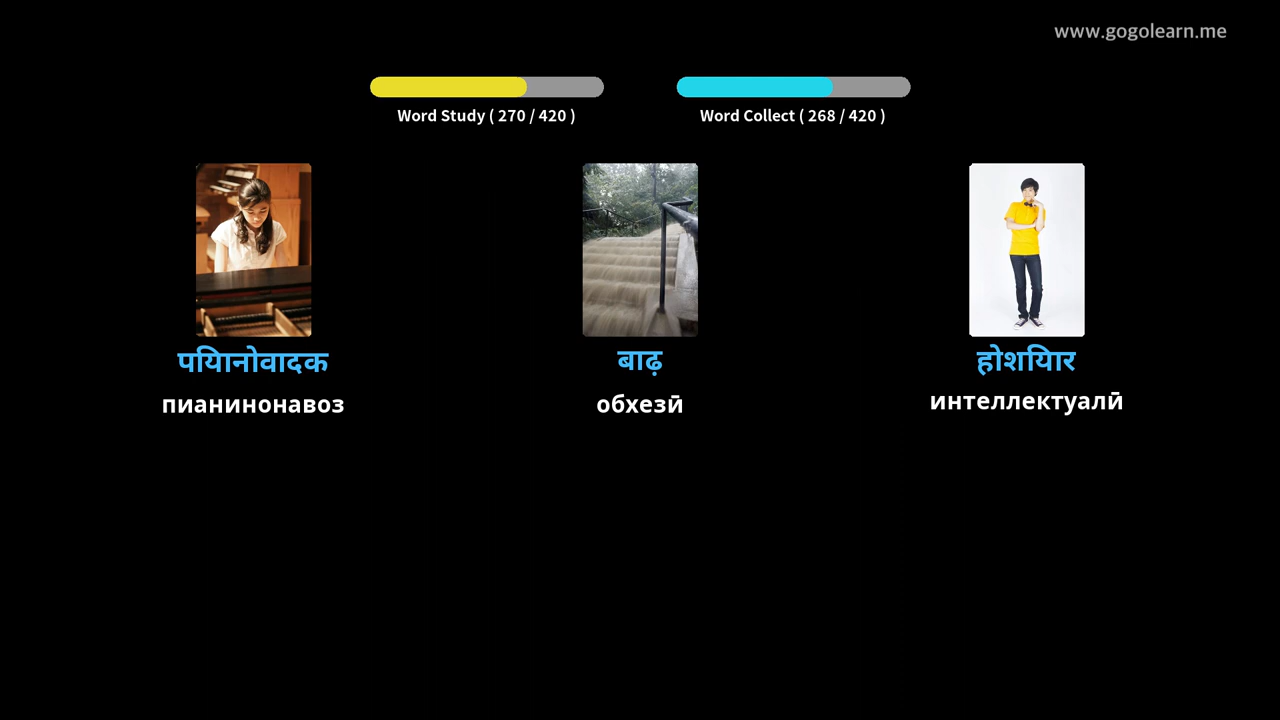 www.gogolearn.me
Word Study ( 270 / 420 )
Word Collect ( 268 / 420 )
पियानोवादक
пианинонавоз
बाढ़
обхезӣ
होशियार
интеллектуалӣ